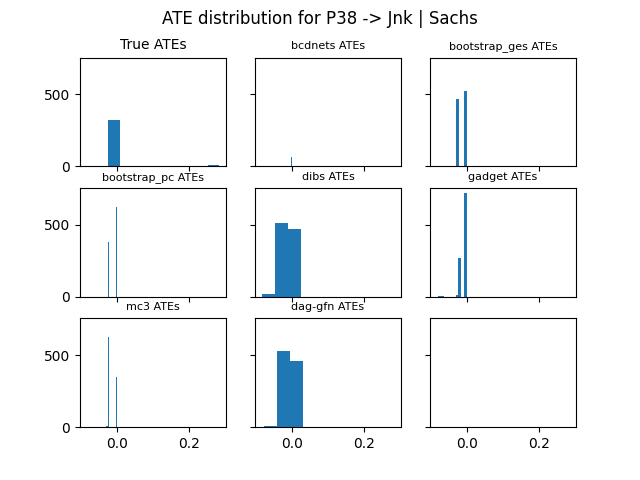 ATE distribution for P38 -> Jnk | Sachs
True ATEs
bcdnets ATEs
bootstrap_ges ATEs
500
0
bootstrap_pc ATEs
dibs ATEs
gadget ATEs
500
0
mc3 ATEs
dag-gfn ATEs
500
0
0.0 0.2 0.0 0.2 0.0 0.2